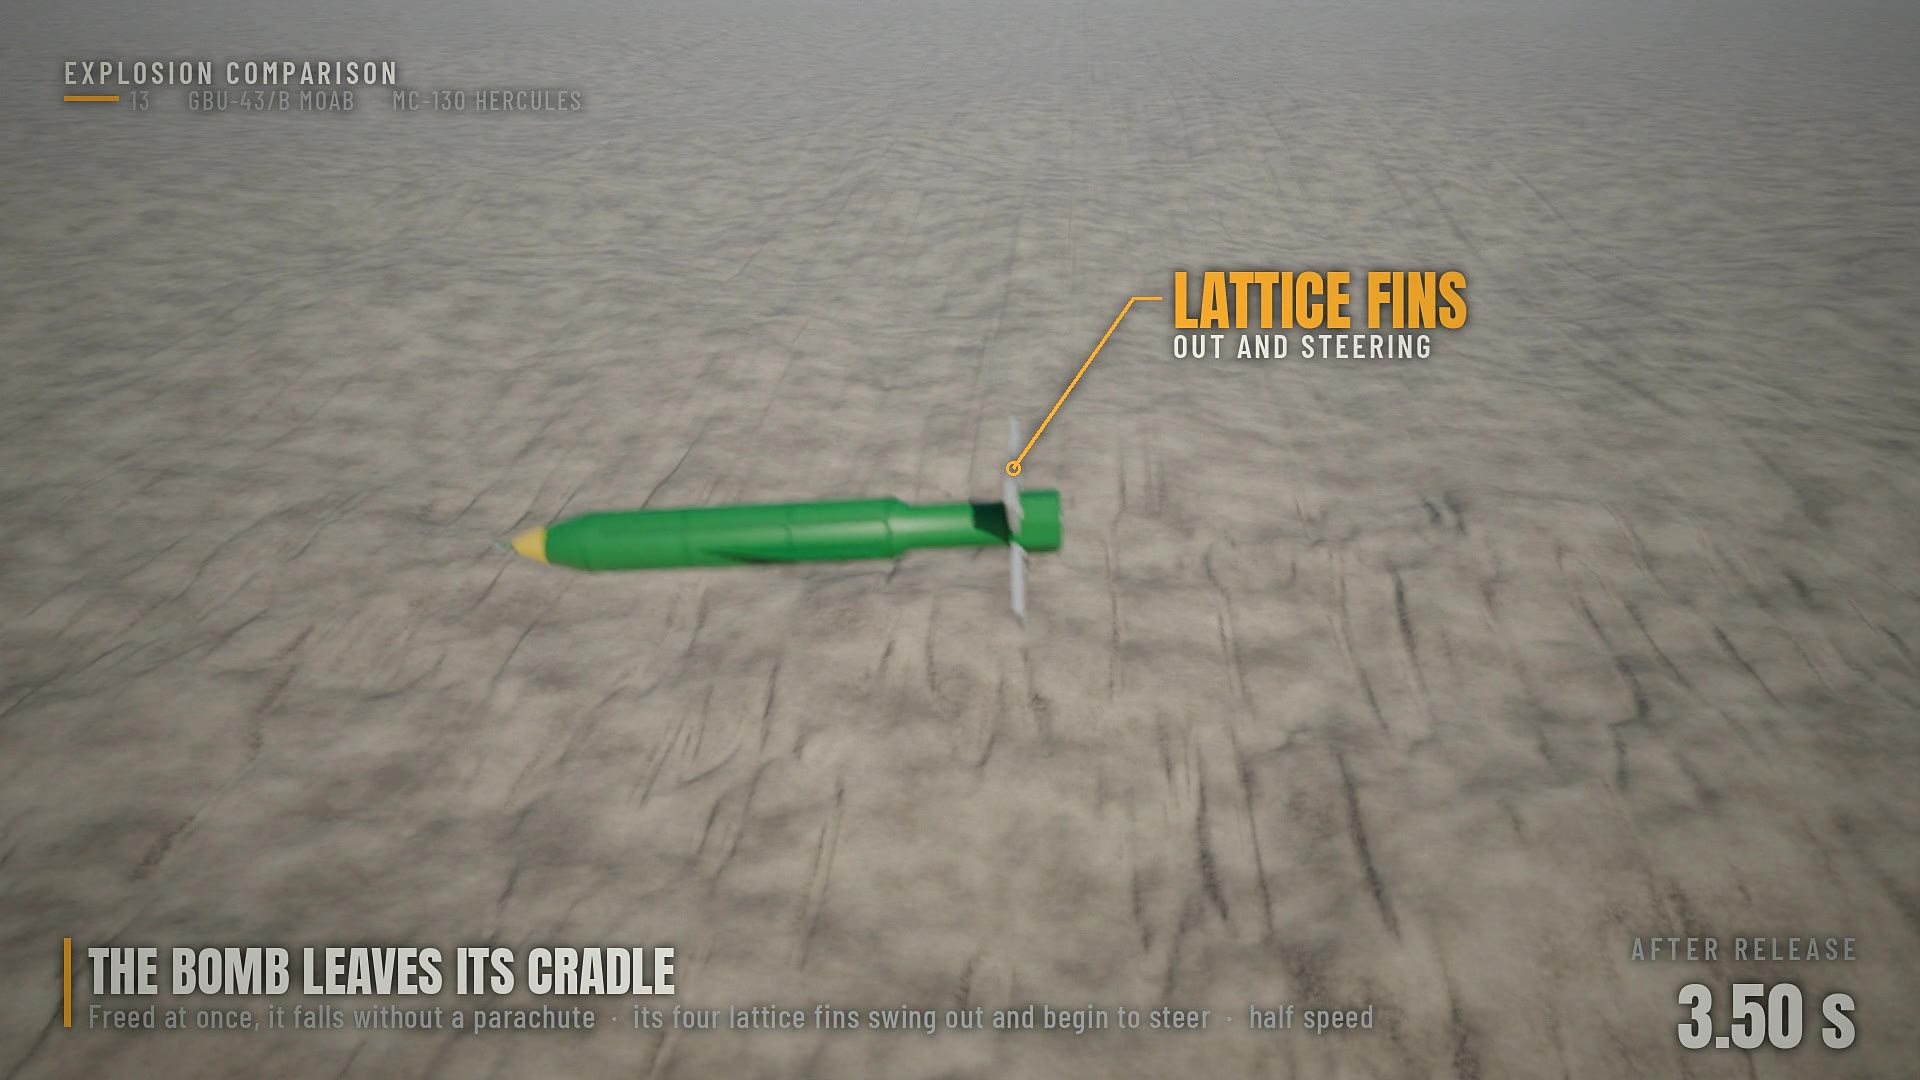 EXPLOSION COMPARISON
13 GBU-43/B MOAB MC-130 HERCULES
LATTICE FINS
OUT AND STEERING
THE BOMB LEAVES ITS CRADLE
Freed at once, it falls without a parachute · its four lattice fins swing out and begin to steer · half speed
AFTER RELEASE
3.50 s